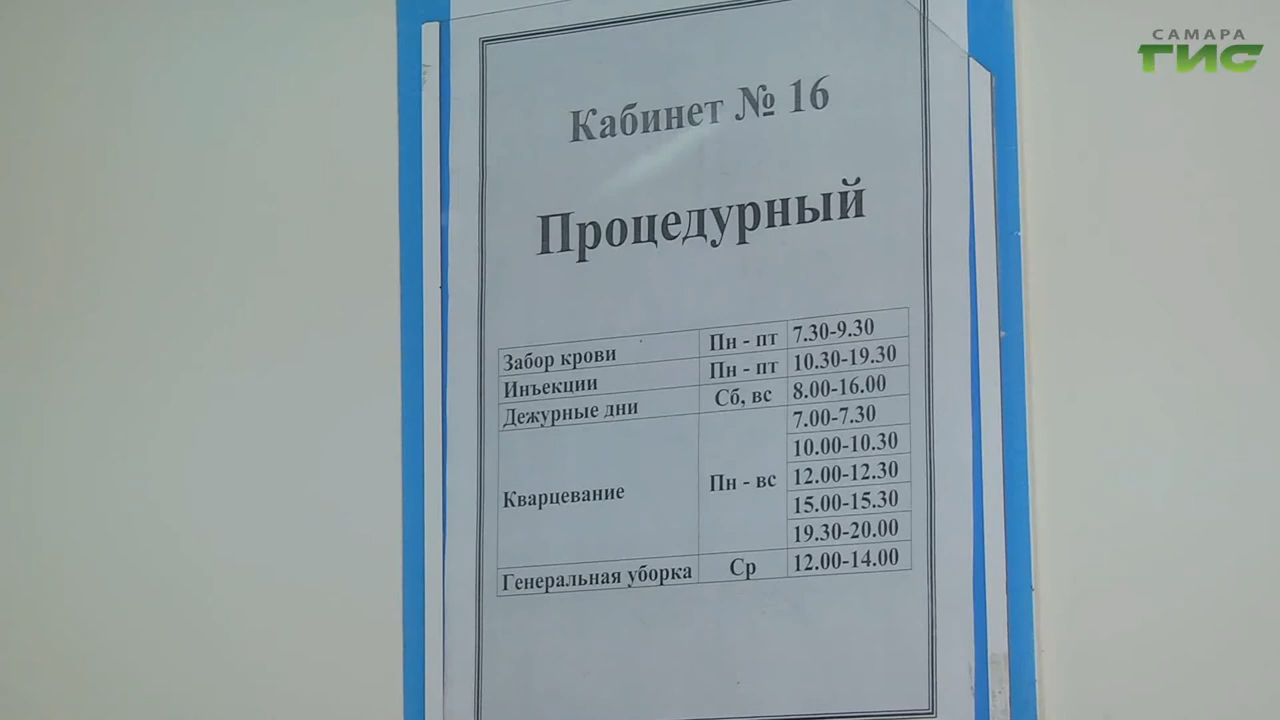 САМАРА
ГИС
Кабинет № 16
Процедурный
Забор крови Пн - пт 7.30-9.30
Инъекции Пн - пт 10.30-19.30
Дежурные дни Сб, вс 8.00-16.00
Кварцевание Пн - вс 7.00-7.30
10.00-10.30
12.00-12.30
15.00-15.30
19.30-20.00
Генеральная уборка Ср 12.00-14.00